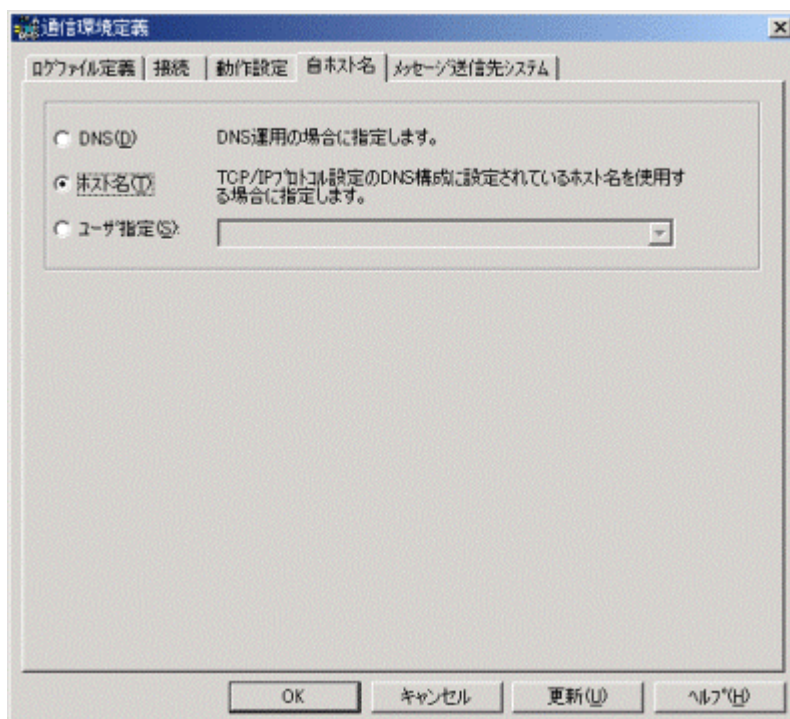 通信環境定義
ログファイル定義 接続 動作設定 自ホスト名 メッセージ送信先システム
DNS(D) DNS運用の場合に指定します。
ホスト名(T) TCP/IPプロトコル設定のDNS構成に設定されているホスト名を使用す
る場合に指定します。
ユーザ指定(S):
OK キャンセル 更新(U) ヘルプ(H)